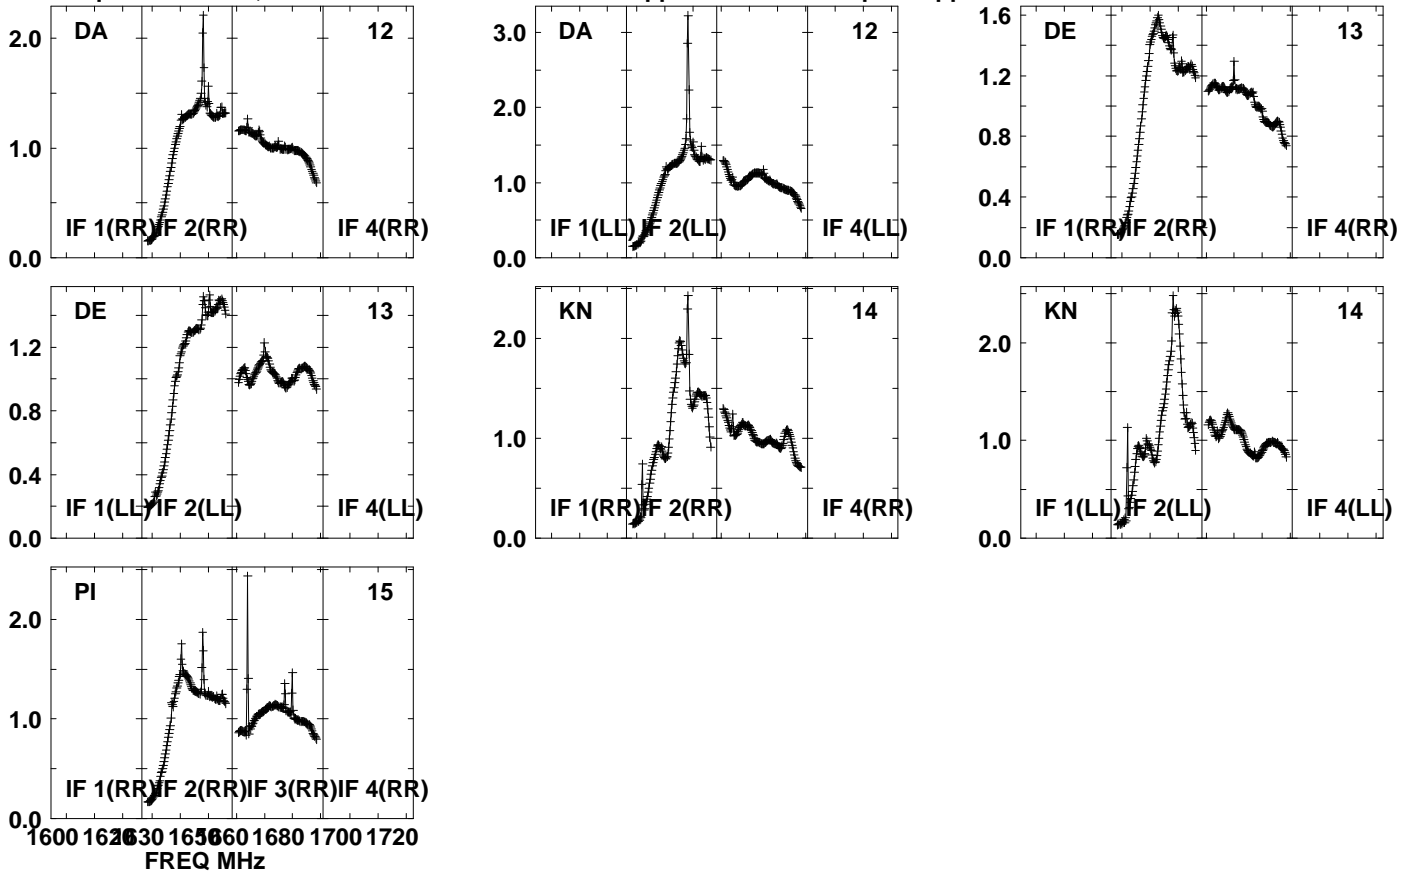 DA 12
2.0
1.0
0.0
IF 1(RR) IF 2(RR) IF 4(RR)
DA 12
3.0
2.0
1.0
0.0
IF 1(LL) IF 2(LL) IF 4(LL)
DE 13
1.6
1.2
0.8
0.4
0.0
IF 1(RR) IF 2(RR) IF 4(RR)
DE 13
1.2
0.8
0.4
0.0
IF 1(LL) IF 2(LL) IF 4(LL)
KN 14
2.0
1.0
0.0
IF 1(RR) IF 2(RR) IF 4(RR)
KN 14
2.0
1.0
0.0
IF 1(LL) IF 2(LL) IF 4(LL)
PI 15
2.0
1.0
0.0
IF 1(RR) IF 2(RR) IF 3(RR) IF 4(RR)
1600 1630 1660 1680 1700 1720
FREQ MHz